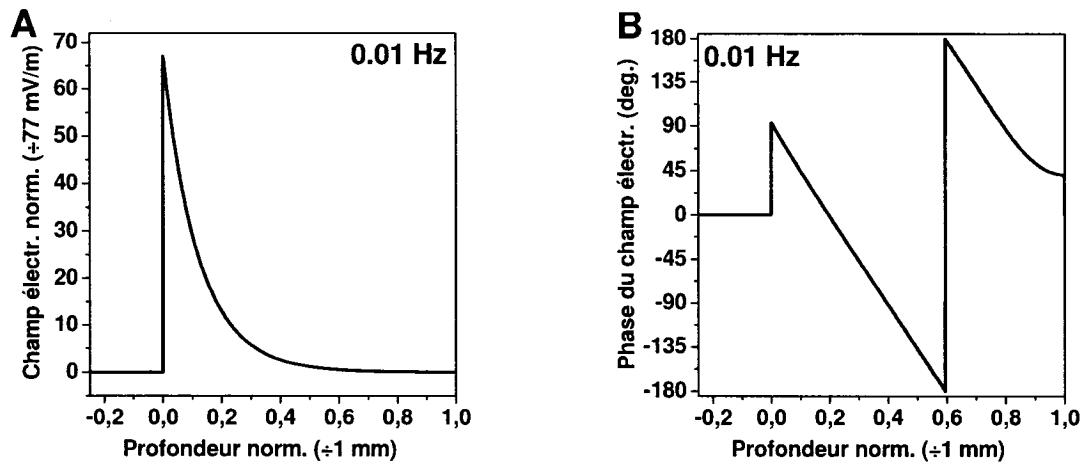 A
Champ électr. norm. (÷77 mV/m)
70
60
50
40
30
20
10
0
0.01 Hz
-0,2 0,0 0,2 0,4 0,6 0,8 1,0
Profondeur norm. (÷1 mm)
B
Phase du champ électr. (deg.)
180
135
90
45
0
-45
-90
-135
-180
0.01 Hz
-0,2 0,0 0,2 0,4 0,6 0,8 1,0
Profondeur norm. (÷1 mm)